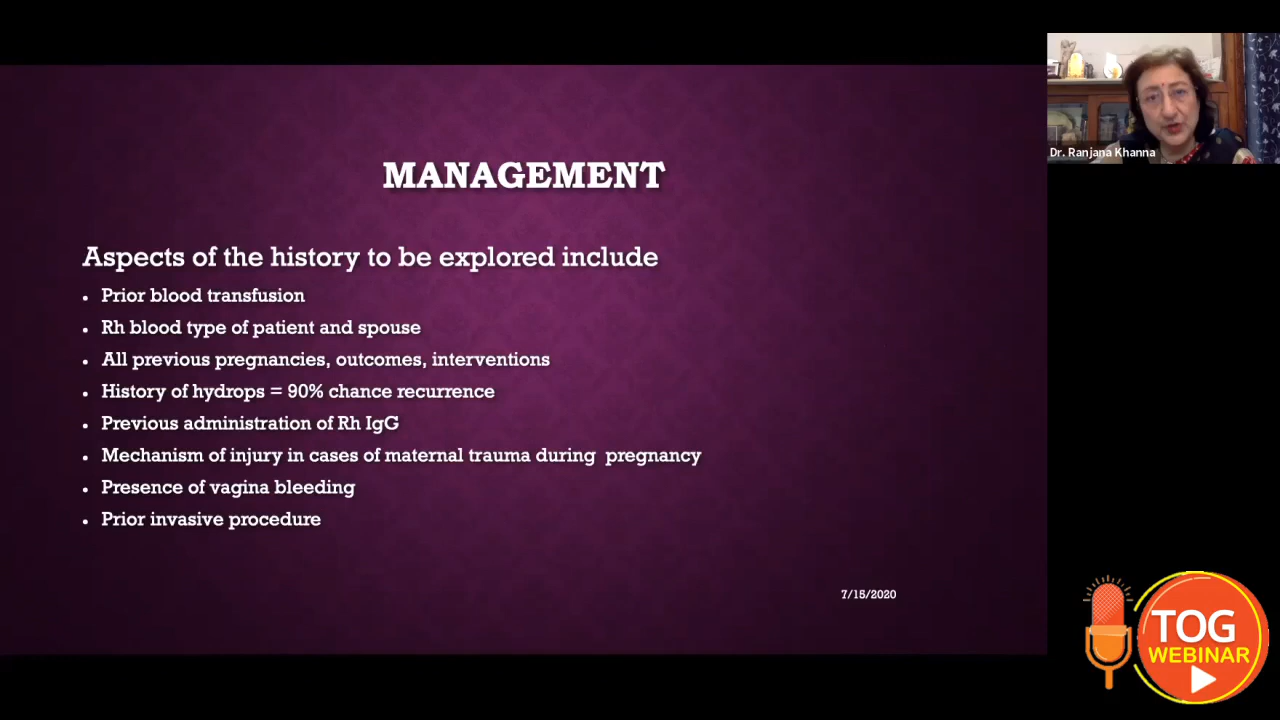 MANAGEMENT
Aspects of the history to be explored include
• Prior blood transfusion
• Rh blood type of patient and spouse
• All previous pregnancies, outcomes, interventions
• History of hydrops = 90% chance recurrence
• Previous administration of Rh IgG
• Mechanism of injury in cases of maternal trauma during pregnancy
• Presence of vagina bleeding
• Prior invasive procedure
7/15/2020
Dr. Ranjana Khanna
TOG
WEBINAR